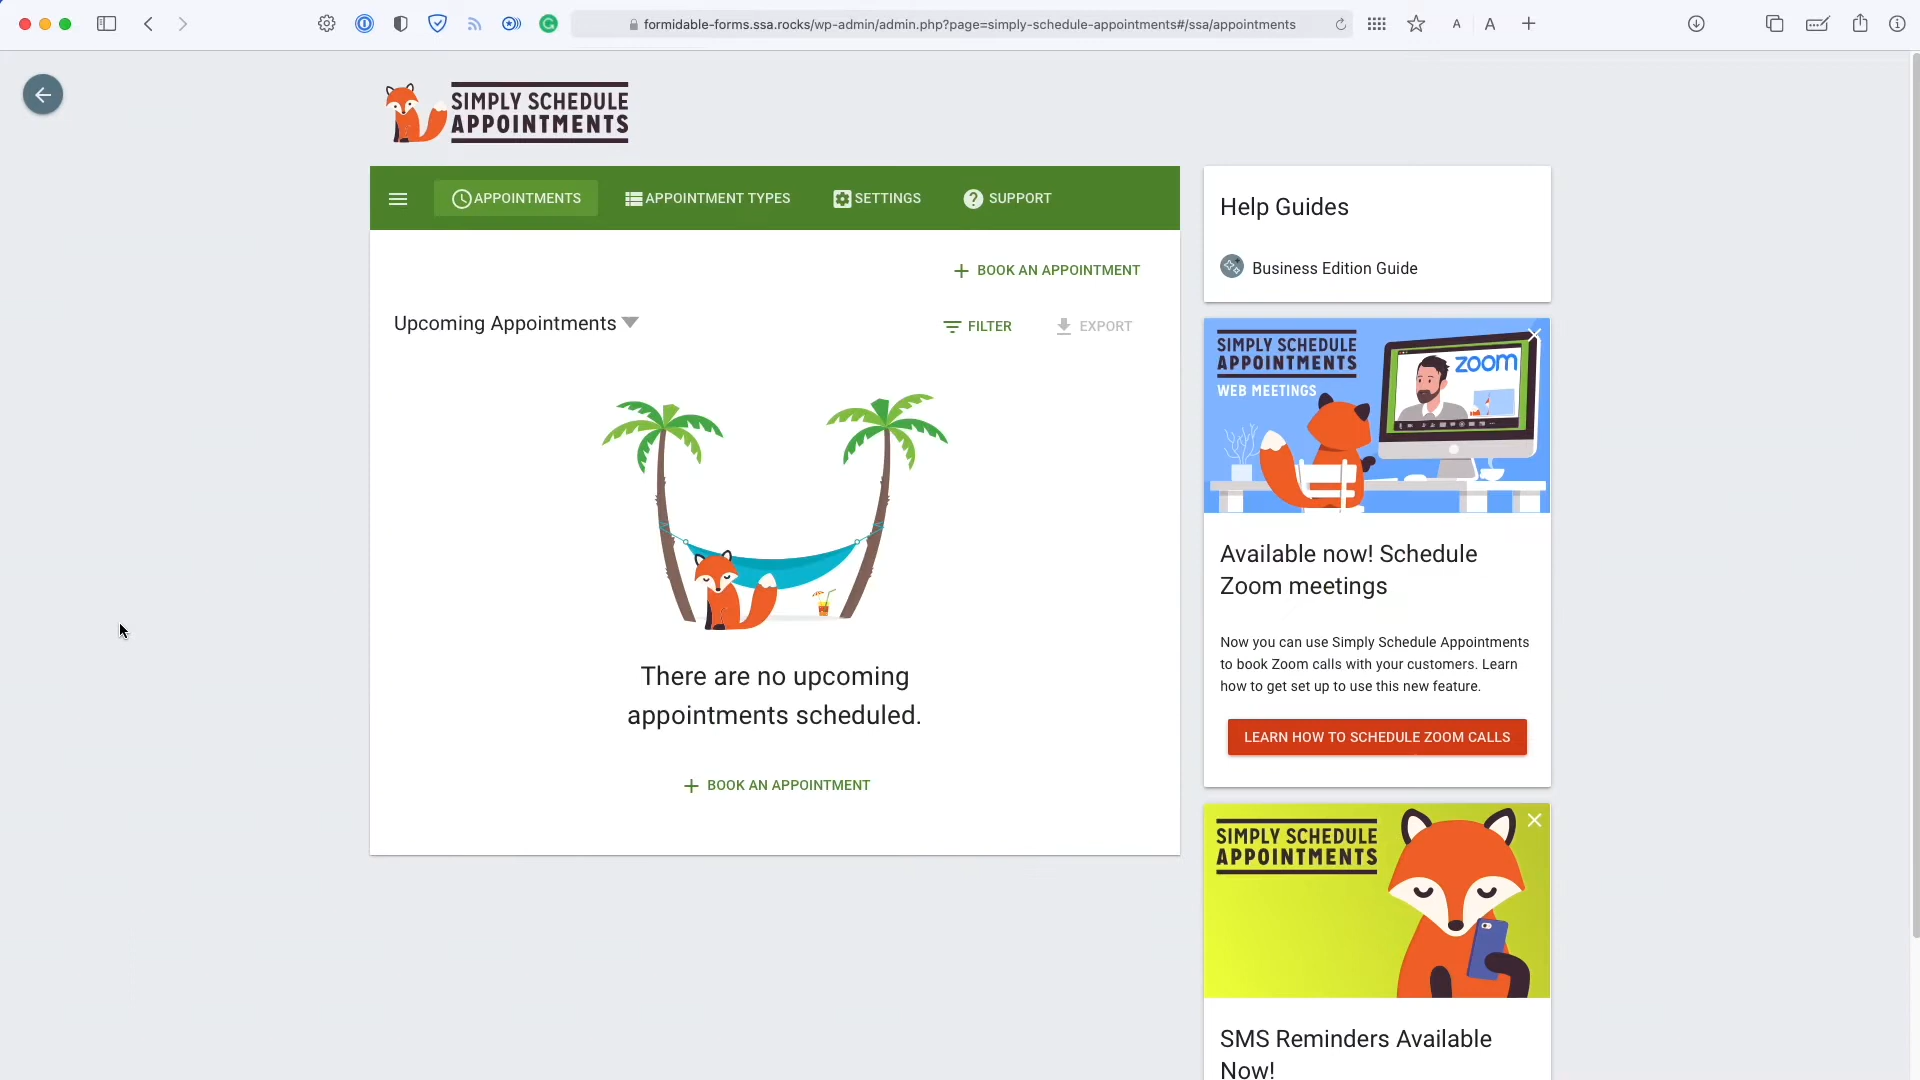 formidable-forms.ssa.rocks/wp-admin/admin.php?page=simply-schedule-appointments#/ssa/appointments
A A
SIMPLY SCHEDULE
APPOINTMENTS
APPOINTMENTS
APPOINTMENT TYPES
SETTINGS
SUPPORT
BOOK AN APPOINTMENT
Upcoming Appointments
FILTER
EXPORT
There are no upcoming
appointments scheduled.
BOOK AN APPOINTMENT
Help Guides
Business Edition Guide
SIMPLY SCHEDULE
APPOINTMENTS
WEB MEETINGS
zoom
Available now! Schedule
Zoom meetings
Now you can use Simply Schedule Appointments
to book Zoom calls with your customers. Learn
how to get set up to use this new feature.
LEARN HOW TO SCHEDULE ZOOM CALLS
SIMPLY SCHEDULE
APPOINTMENTS
SMS Reminders Available
Now!